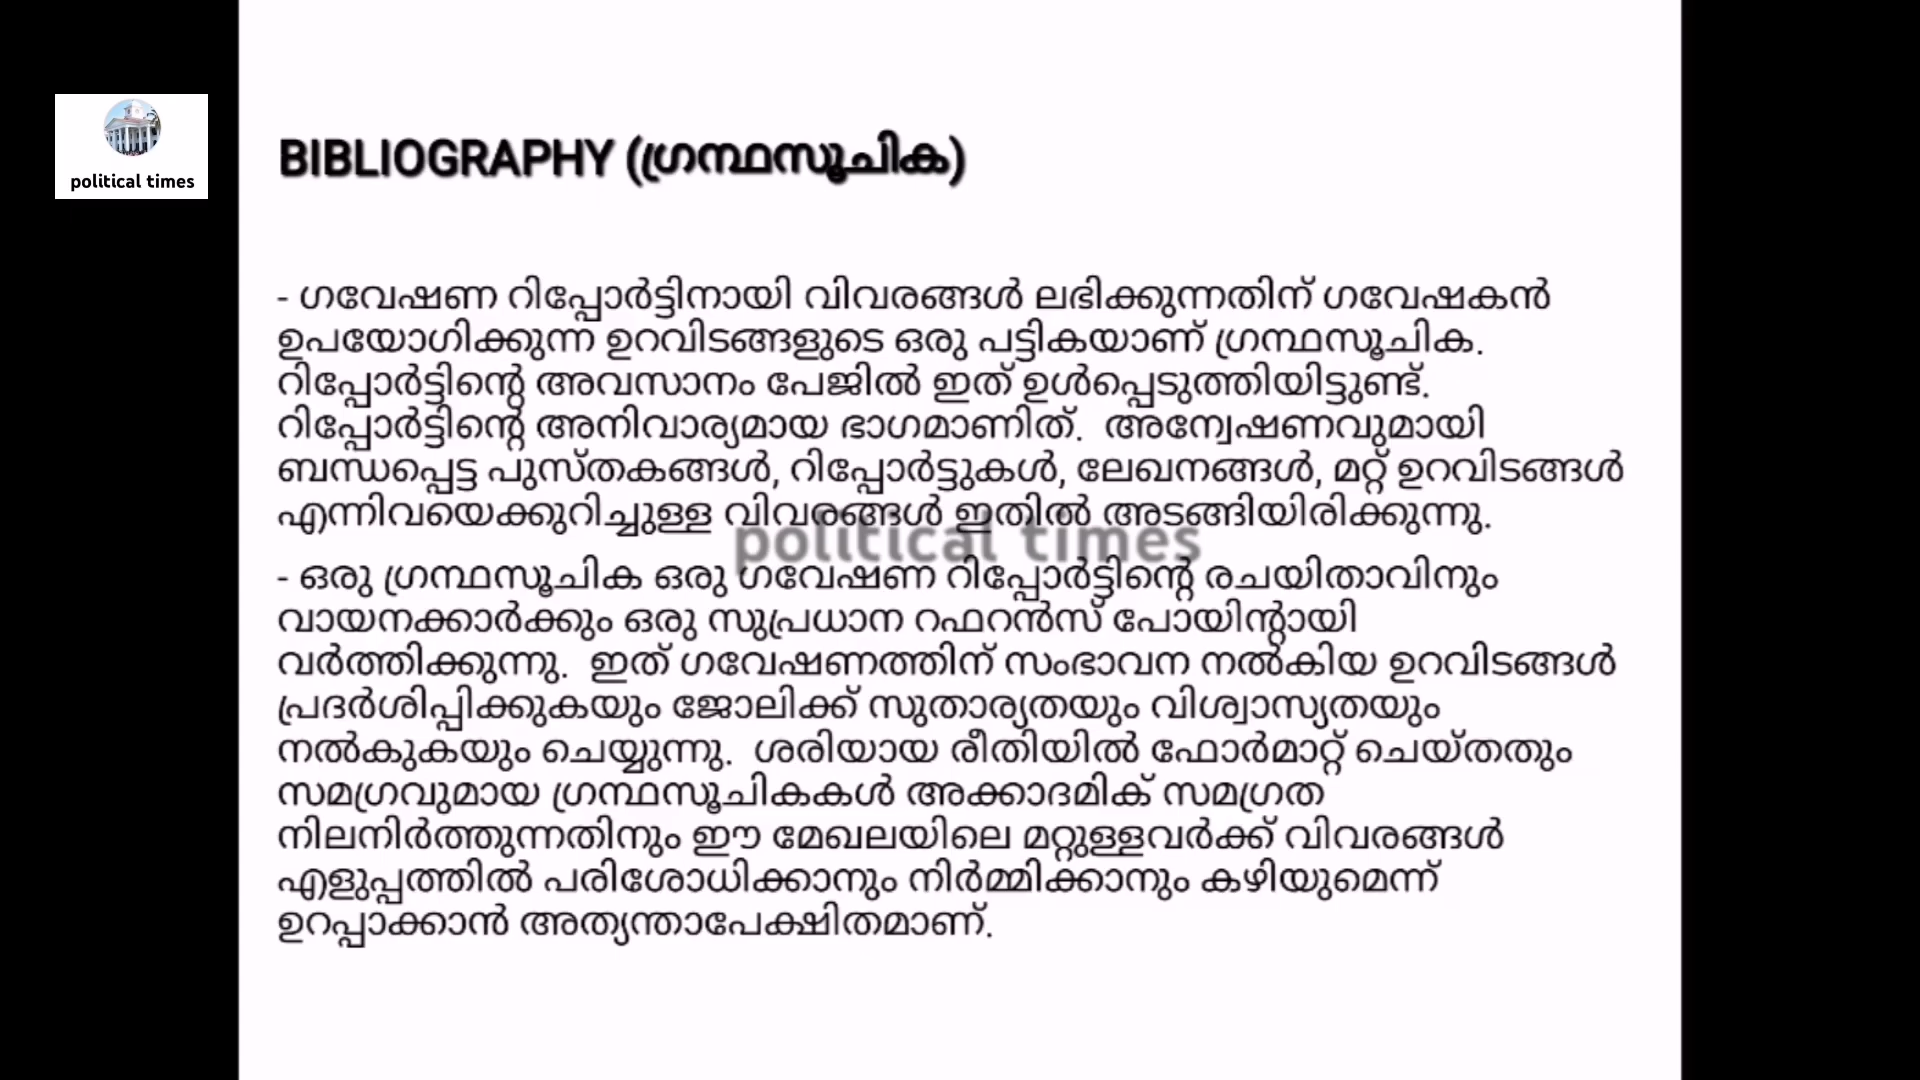 political times
BIBLIOGRAPHY (ഗ്രന്ഥസൂചിക)
- ഗവേഷണ റിപ്പോർട്ടിനായി വിവരങ്ങൾ ലഭിക്കുന്നതിന് ഗവേഷകൻ
ഉപയോഗിക്കുന്ന ഉറവിടങ്ങളുടെ ഒരു പട്ടികയാണ് ഗ്രന്ഥസൂചിക.
റിപ്പോർട്ടിന്റെ അവസാനം പേജിൽ ഇത് ഉൾപ്പെടുത്തിയിട്ടുണ്ട്.
റിപ്പോർട്ടിന്റെ അനിവാര്യമായ ഭാഗമാണിത്.  അന്വേഷണവുമായി
ബന്ധപ്പെട്ട പുസ്തകങ്ങൾ, റിപ്പോർട്ടുകൾ, ലേഖനങ്ങൾ, മറ്റ് ഉറവിടങ്ങൾ
എന്നിവയെക്കുറിച്ചുള്ള വിവരങ്ങൾ ഇതിൽ അടങ്ങിയിരിക്കുന്നു.
political times
- ഒരു ഗ്രന്ഥസൂചിക ഒരു ഗവേഷണ റിപ്പോർട്ടിന്റെ രചയിതാവിനും
വായനക്കാർക്കും ഒരു സുപ്രധാന റഫറൻസ് പോയിന്റായി
വർത്തിക്കുന്നു.  ഇത് ഗവേഷണത്തിന് സംഭാവന നൽകിയ ഉറവിടങ്ങൾ
പ്രദർശിപ്പിക്കുകയും ജോലിക്ക് സുതാര്യതയും വിശ്വാസ്യതയും
നൽകുകയും ചെയ്യുന്നു.  ശരിയായ രീതിയിൽ ഫോർമാറ്റ് ചെയ്തതും
സമഗ്രവുമായ ഗ്രന്ഥസൂചികകൾ അക്കാദമിക് സമഗ്രത
നിലനിർത്തുന്നതിനും ഈ മേഖലയിലെ മറ്റുള്ളവർക്ക് വിവരങ്ങൾ
എളുപ്പത്തിൽ പരിശോധിക്കാനും നിർമ്മിക്കാനും കഴിയുമെന്ന്
ഉറപ്പാക്കാൻ അത്യന്താപേക്ഷിതമാണ്.